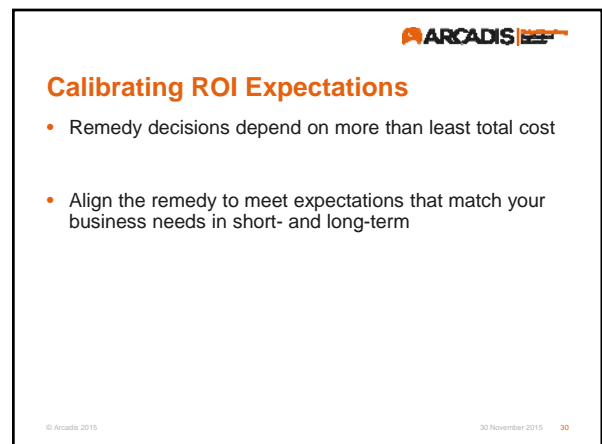 ARCADIS
Calibrating ROI Expectations
• Remedy decisions depend on more than least total cost
• Align the remedy to meet expectations that match your
business needs in short- and long-term
© Arcadis 2015
30 November 2015 30